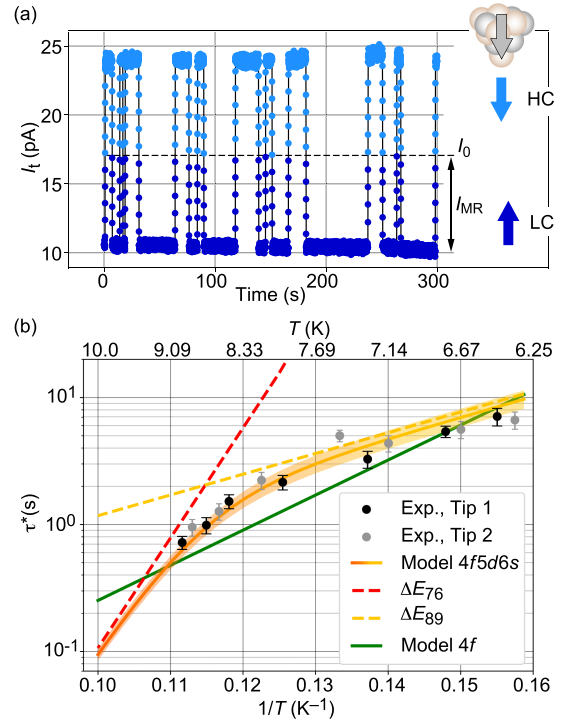 (a)
25
20
15
10
I_t (pA)
0
100
200
300
Time (s)
I_0
I_MR
HC
LC
(b)
T (K)
10.0 9.09 8.33 7.69 7.14 6.67 6.25
τ*(s)
10^1
10^0
10^-1
Exp., Tip 1
Exp., Tip 2
Model 4f5d6s
ΔE_76
ΔE_89
Model 4f
0.10 0.11 0.12 0.13 0.14 0.15 0.16
1/T (K^–1)